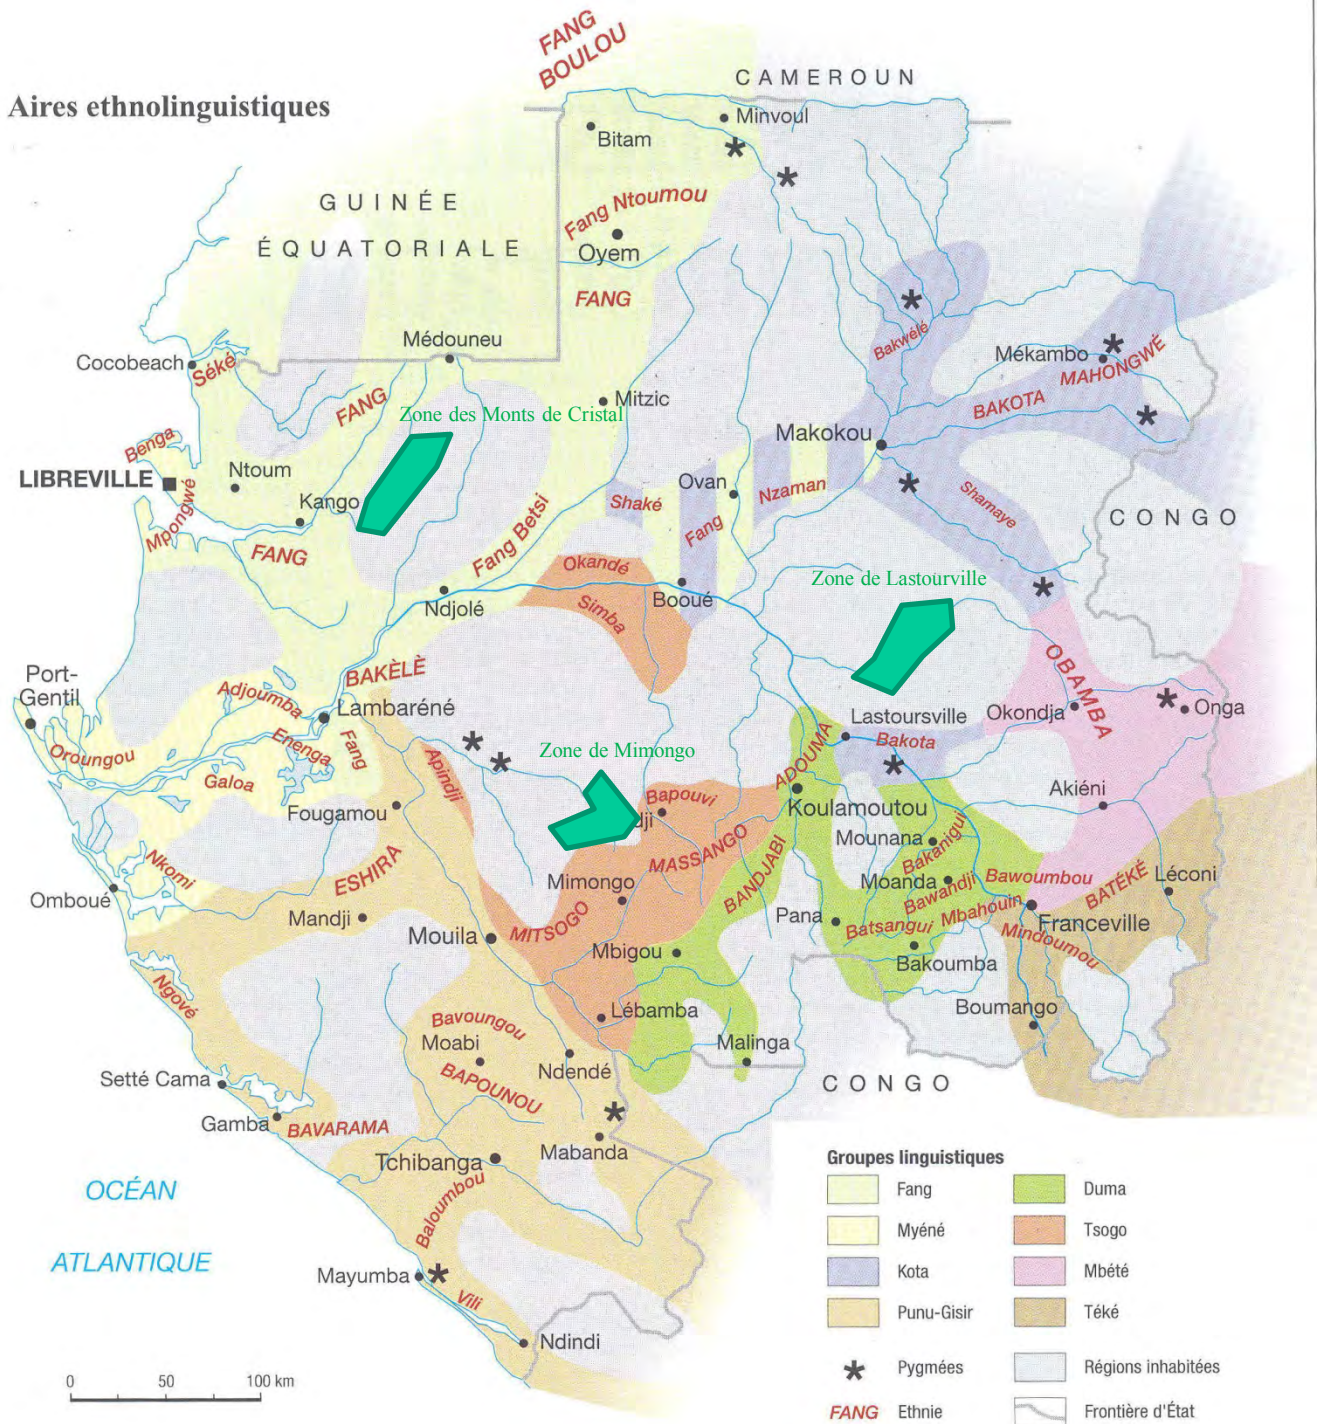 FANG
BOULOU
CAMEROUN
Aires ethnolinguistiques
Minvoul
Bitam
GUINÉE
ÉQUATORIALE
Fang Ntoumou
Oyem
FANG
Médouneu
Cocobeach
Séké
Bakwélé
Mékambo
MAHONGWÉ
FANG
Mitzic
BAKOTA
Zone des Monts de Cristal
Makokou
Benga
LIBREVILLE
Ntoum
Mpongwé
Kango
Ovan
Nzaman
Shaké
Fang
Shamaye
CONGO
FANG
Fang Betsi
Okandé
Zone de Lastourville
Ndjolé
Simba
Booué
OBAMBA
BAKÈLÈ
Port-
Gentil
Adjoumba
Lambaréné
Oroungou
Enenga
Fang
Galoa
Apindji
Zone de Mimongo
Lastoursville
Okondja
Onga
ADOUMA
Bakota
Fougamou
Bapouvi
dji
Koulamoutou
Akiéni
Mounana
Bakanigui
MASSANGO
BANDJABI
Nkomi
ESHIRA
Omboué
Mimongo
Moanda
Bawandji
Bawoumbou
BATÉKÉ
Léconi
Mandji
MITSOGO
Pana
Batsangui
Mbahouin
Franceville
Mouila
Mbigou
Bakoumba
Mindoumou
Ngové
Boumango
Lébamba
Bavoungou
Moabi
Malinga
Ndendé
BAPOUNOU
Setté Cama
CONGO
Gamba
BAVARAMA
Mabanda
Tchibanga
Baloumbou
OCÉAN
ATLANTIQUE
Mayumba
Vili
Ndindi
0 50 100 km
Groupes linguistiques
Fang
Duma
Myéné
Tsogo
Kota
Mbété
Punu-Gisir
Téké
Pygmées
Régions inhabitées
FANG Ethnie
Frontière d'État